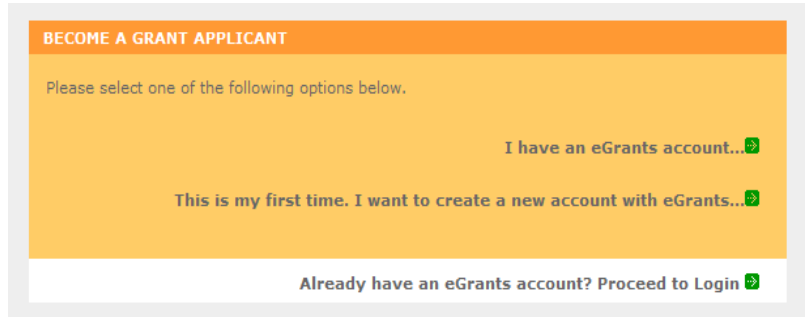 BECOME A GRANT APPLICANT
Please select one of the following options below.
I have an eGrants account...
This is my first time. I want to create a new account with eGrants...
Already have an eGrants account? Proceed to Login